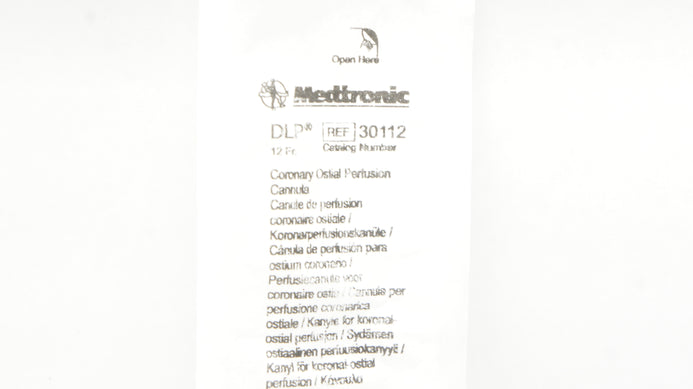 Open Here
Medtronic
DLP® REF 30112
12 Fr. Catalog Number
Coronary Ostial Perfusion
Cannula
Canule de perfusion
coronaire ostiale /
Koronarperfusionskanüle /
Cánula de perfusión para
ostium coronario /
Perfusiecanule voor
coronaire ostia / Cannula per
perfusione coronarica
ostiale / Kanyle for koronal-
ostial perfusjon / Sydämen
ostiaalinen perfuusiokanyyli /
Kanyl för koronal-ostial
perfusion /